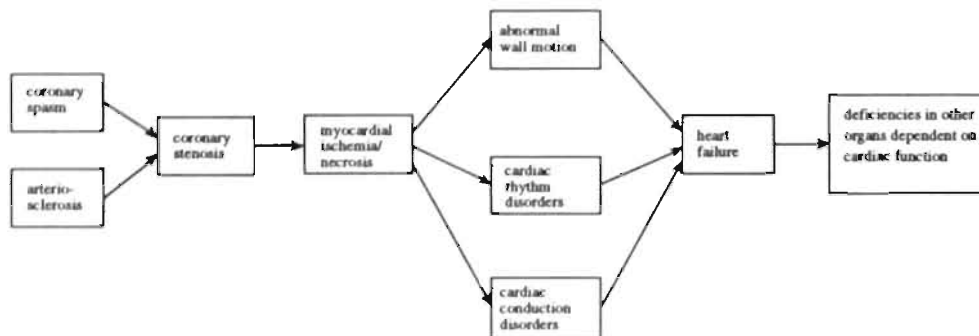 coronary
spasm
arterio-
sclerosis
coronary
stenosis
myocardial
ischemia/
necrosis
abnormal
wall motion
cardiac
rhythm
disorders
cardiac
conduction
disorders
heart
failure
deficiencies in other
organs dependent on
cardiac function